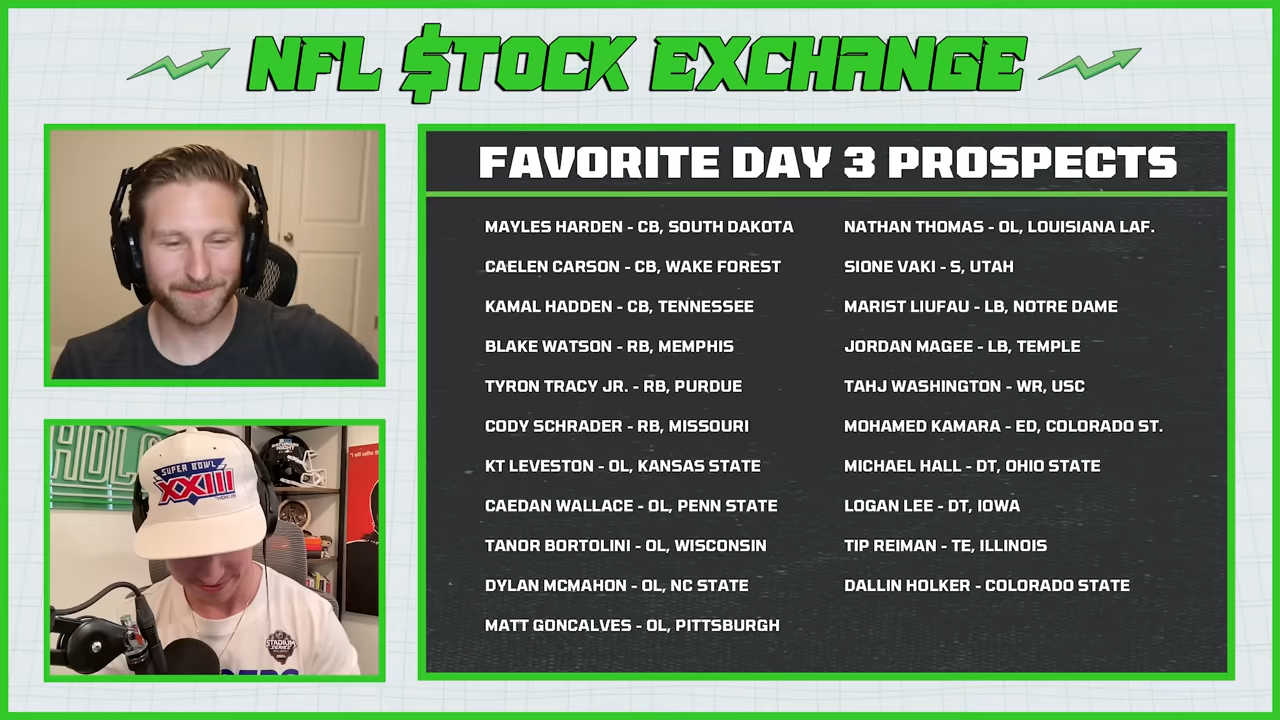 NFL $TOCK EXCHANGE
FAVORITE DAY 3 PROSPECTS
MAYLES HARDEN - CB, SOUTH DAKOTA
CAELEN CARSON - CB, WAKE FOREST
KAMAL HADDEN - CB, TENNESSEE
BLAKE WATSON - RB, MEMPHIS
TYRON TRACY JR. - RB, PURDUE
CODY SCHRADER - RB, MISSOURI
KT LEVESTON - OL, KANSAS STATE
CAEDAN WALLACE - OL, PENN STATE
TANOR BORTOLINI - OL, WISCONSIN
DYLAN MCMAHON - OL, NC STATE
MATT GONCALVES - OL, PITTSBURGH
NATHAN THOMAS - OL, LOUISIANA LAF.
SIONE VAKI - S, UTAH
MARIST LIUFAU - LB, NOTRE DAME
JORDAN MAGEE - LB, TEMPLE
TAHJ WASHINGTON - WR, USC
MOHAMED KAMARA - ED, COLORADO ST.
MICHAEL HALL - DT, OHIO STATE
LOGAN LEE - DT, IOWA
TIP REIMAN - TE, ILLINOIS
DALLIN HOLKER - COLORADO STATE
SUPER BOWL
XXIII
STADIUM
SERIES